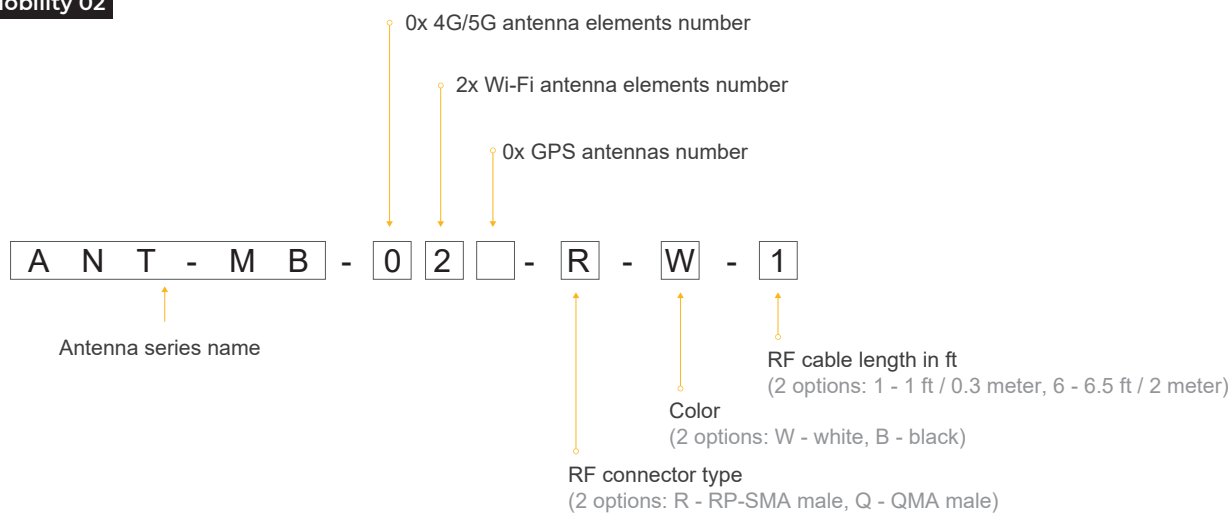 Mobility 02
0x 4G/5G antenna elements number
2x Wi-Fi antenna elements number
0x GPS antennas number
A N T - M B - 0 2 - R - W - 1
Antenna series name
RF cable length in ft
(2 options: 1 - 1 ft / 0.3 meter, 6 - 6.5 ft / 2 meter)
Color
(2 options: W - white, B - black)
RF connector type
(2 options: R - RP-SMA male, Q - QMA male)